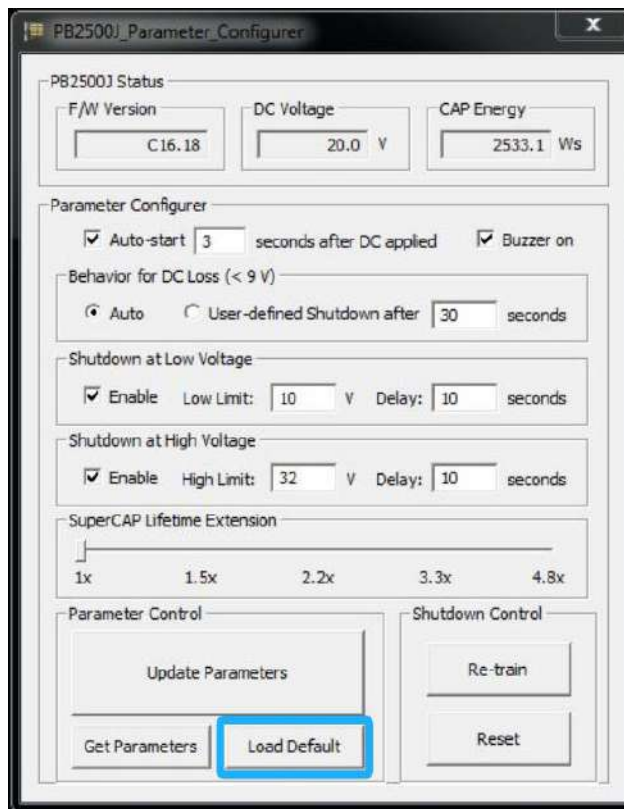 PB2500J_Parameter_Configurer
x
PB2500J Status
F/W Version
C16.18
DC Voltage
20.0 V
CAP Energy
2533.1 Ws
Parameter Configurer
Auto-start 3 seconds after DC applied Buzzer on
Behavior for DC Loss (< 9 V)
Auto User-defined Shutdown after 30 seconds
Shutdown at Low Voltage
Enable Low Limit: 10 V Delay: 10 seconds
Shutdown at High Voltage
Enable High Limit: 32 V Delay: 10 seconds
SuperCAP Lifetime Extension
1x 1.5x 2.2x 3.3x 4.8x
Parameter Control
Update Parameters
Get Parameters Load Default
Shutdown Control
Re-train
Reset